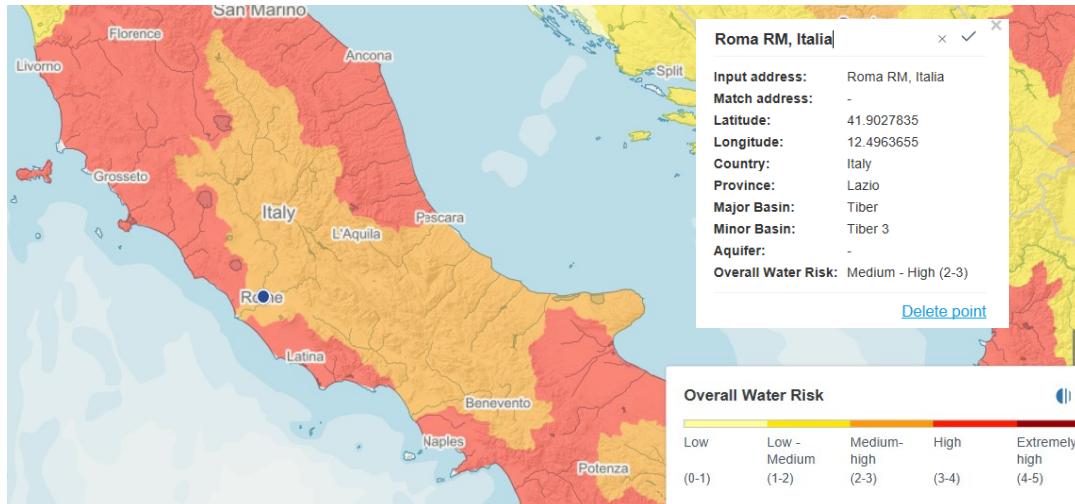 San Marino
Florence
Livorno
Ancona
Split
Grosseto
Italy
Pescara
L'Aquila
Rome
Latina
Benevento
Naples
Potenza
Roma RM, Italia
Input address: Roma RM, Italia
Match address: -
Latitude: 41.9027835
Longitude: 12.4963655
Country: Italy
Province: Lazio
Major Basin: Tiber
Minor Basin: Tiber 3
Aquifer: -
Overall Water Risk: Medium - High (2-3)
Delete point
Overall Water Risk
Low
(0-1)
Low -
Medium
(1-2)
Medium-
high
(2-3)
High
(3-4)
Extremely
high
(4-5)